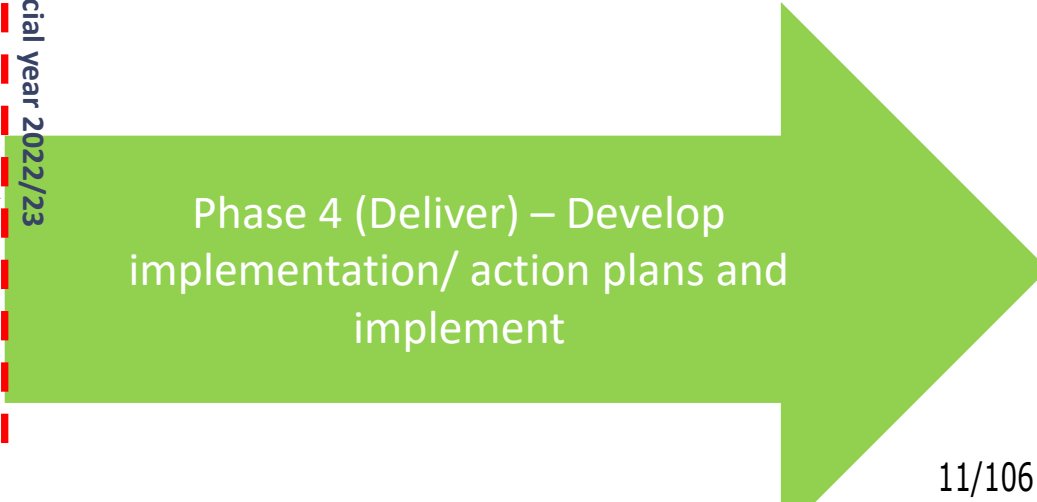 cial year 2022/23
Phase 4 (Deliver) – Develop
implementation/ action plans and
implement
11/106